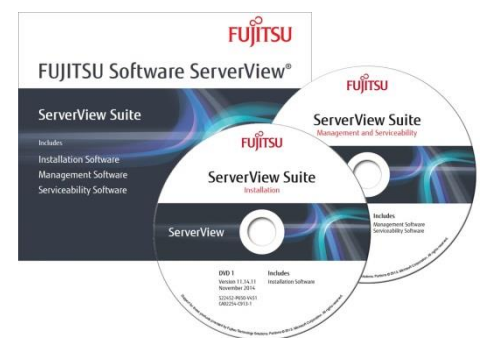 FUJITSU
FUJITSU Software ServerView®
ServerView Suite
Includes
Installation Software
Management Software
Serviceability Software
FUJITSU
ServerView Suite
Management and Serviceability
Includes
Management Software
Serviceability Software
FUJITSU
ServerView Suite
Installation
ServerView
DVD 1
Version 11.14.11
November 2014
Includes
Installation Software